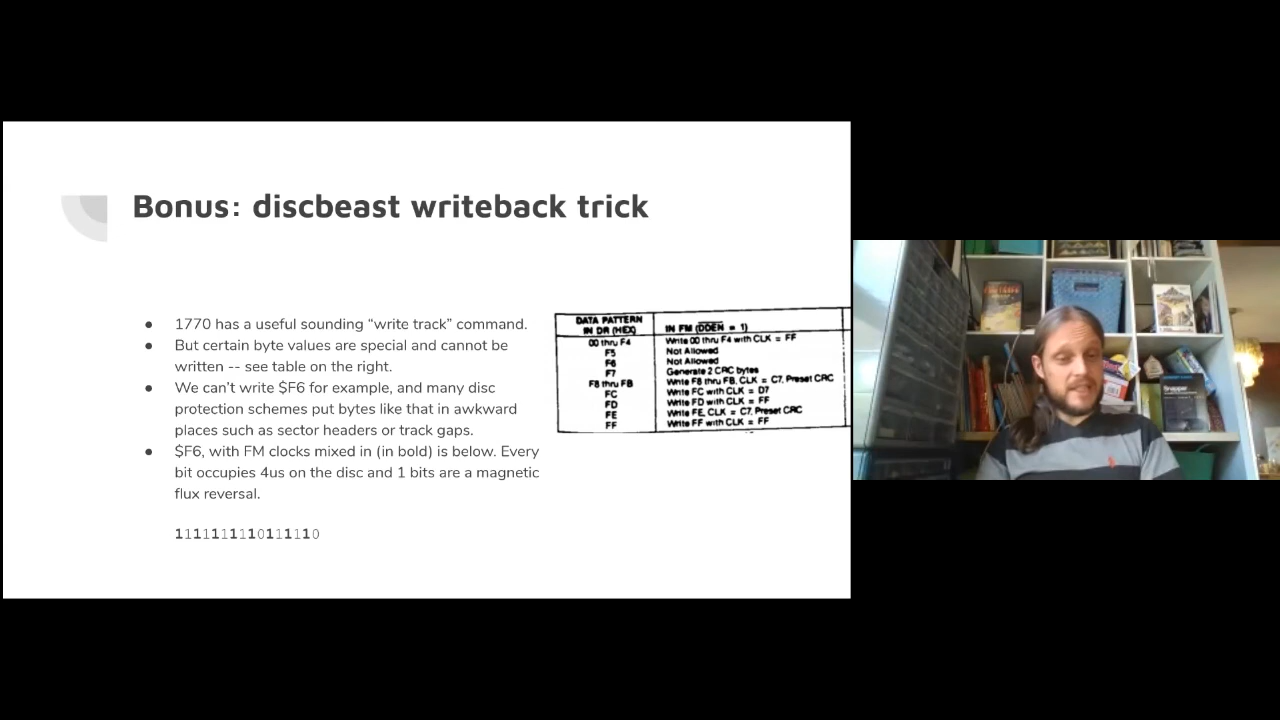 Bonus: discbeast writeback trick
● 1770 has a useful sounding “write track” command.
● But certain byte values are special and cannot be
written -- see table on the right.
● We can’t write $F6 for example, and many disc
protection schemes put bytes like that in awkward
places such as sector headers or track gaps.
● $F6, with FM clocks mixed in (in bold) is below. Every
bit occupies 4us on the disc and 1 bits are a magnetic
flux reversal.
1111111110111110
DATA PATTERN
IN DR (HEX) IN FM (DDEN = 1)
00 thru F4 Write 00 thru F4 with CLK = FF
F5 Not Allowed
F6 Not Allowed
F7 Generate 2 CRC bytes
F8 thru FB Write F8 thru FB, CLK = C7, Preset CRC
FC Write FC with CLK = D7
FD Write FD with CLK = FF
FE Write FE, CLK = C7, Preset CRC
FF Write FF with CLK = FF
Snapper